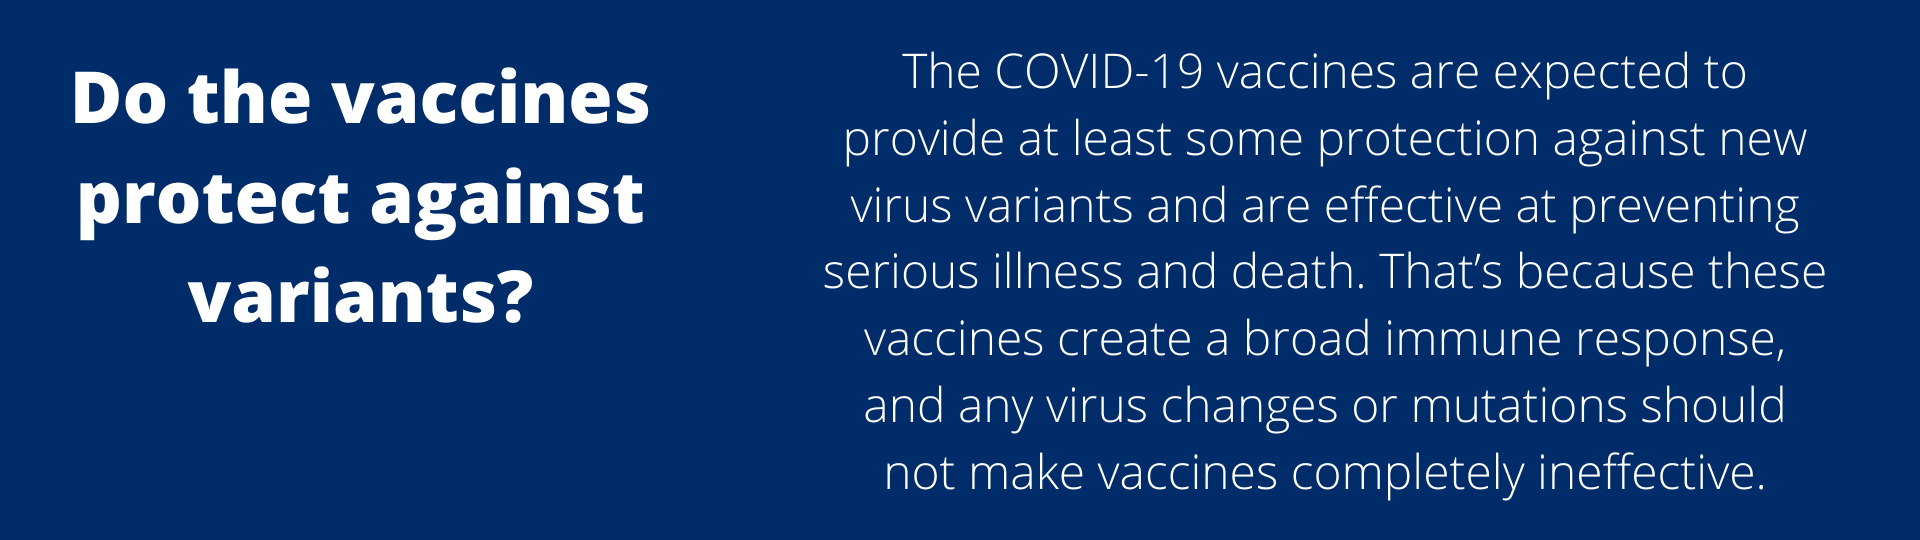 Do the vaccines
protect against
variants?
The COVID-19 vaccines are expected to
provide at least some protection against new
virus variants and are effective at preventing
serious illness and death. That’s because these
vaccines create a broad immune response,
and any virus changes or mutations should
not make vaccines completely ineffective.